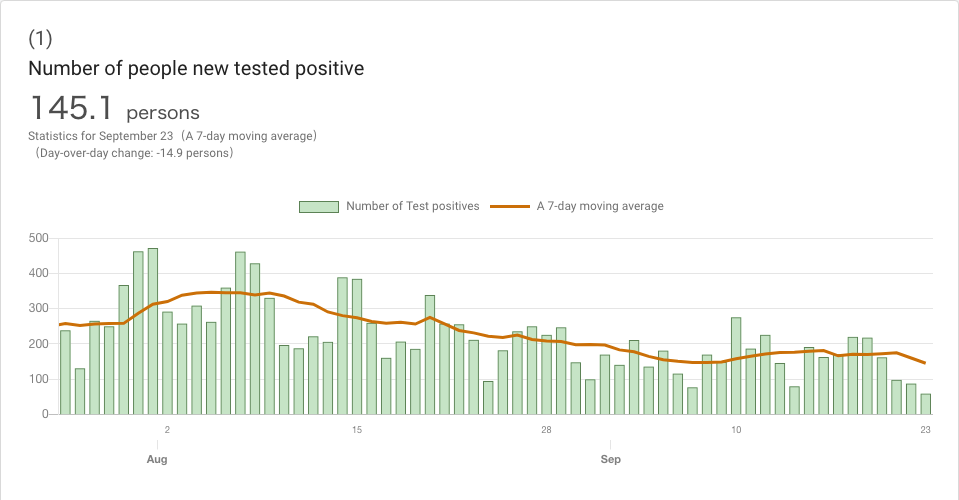 (1)
Number of people new tested positive
145.1 persons
Statistics for September 23（A 7-day moving average）
（Day-over-day change: -14.9 persons）
Number of Test positives A 7-day moving average
500
400
300
200
100
0
2 15 28 10 23
Aug Sep